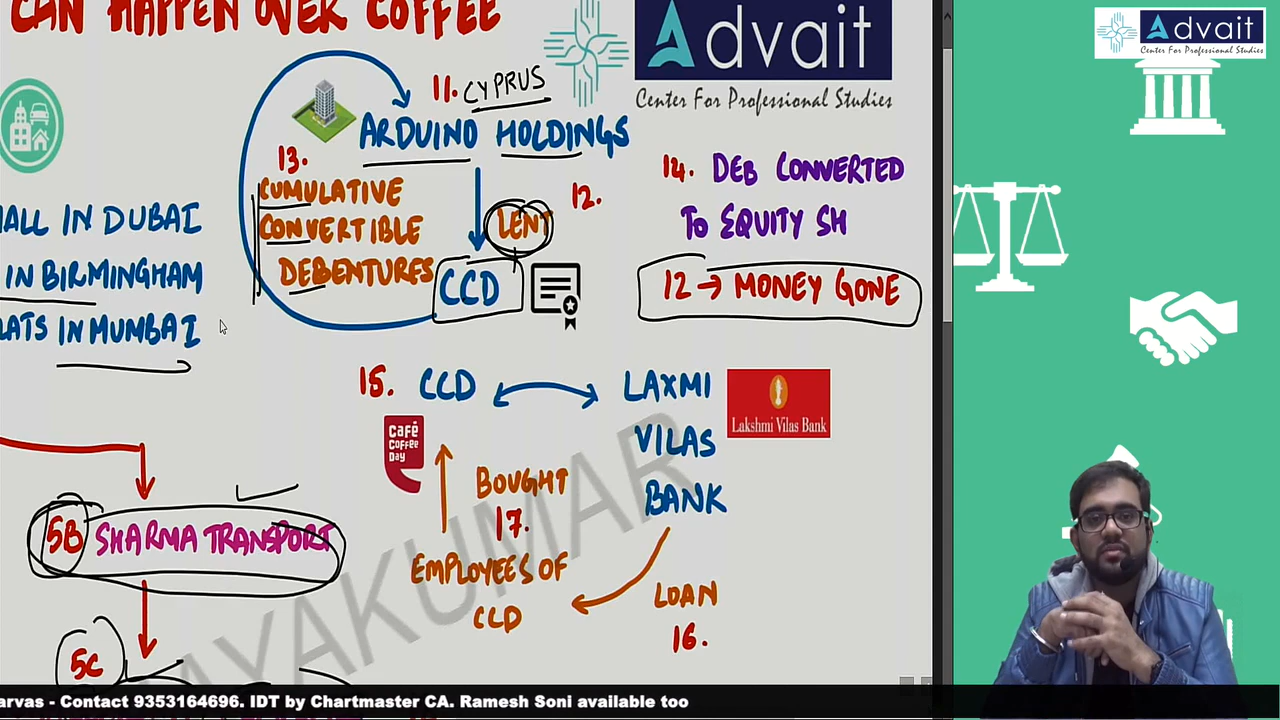 CAN HAPPEN OVER COFFEE
Advait
Center For Professional Studies
Advait
Center For Professional Studies
11. CYPRUS
ARDUINO HOLDINGS
13.
CUMULATIVE
CONVERTIBLE
DEBENTURES
12.
LENT
CCD
14. DEB CONVERTED
TO EQUITY SH
12 → MONEY GONE
MALL IN DUBAI
IN BIRMINGHAM
LATS IN MUMBAI
15. CCD
LAXMI
VILAS
BANK
Café
Coffee
Day
Lakshmi Vilas Bank
BOUGHT
17.
EMPLOYEES OF
CCD
LOAN
16.
5B SHARMA TRANSPORT
5C
AYAKUMAR
arvas - Contact 9353164696. IDT by Chartmaster CA. Ramesh Soni available too